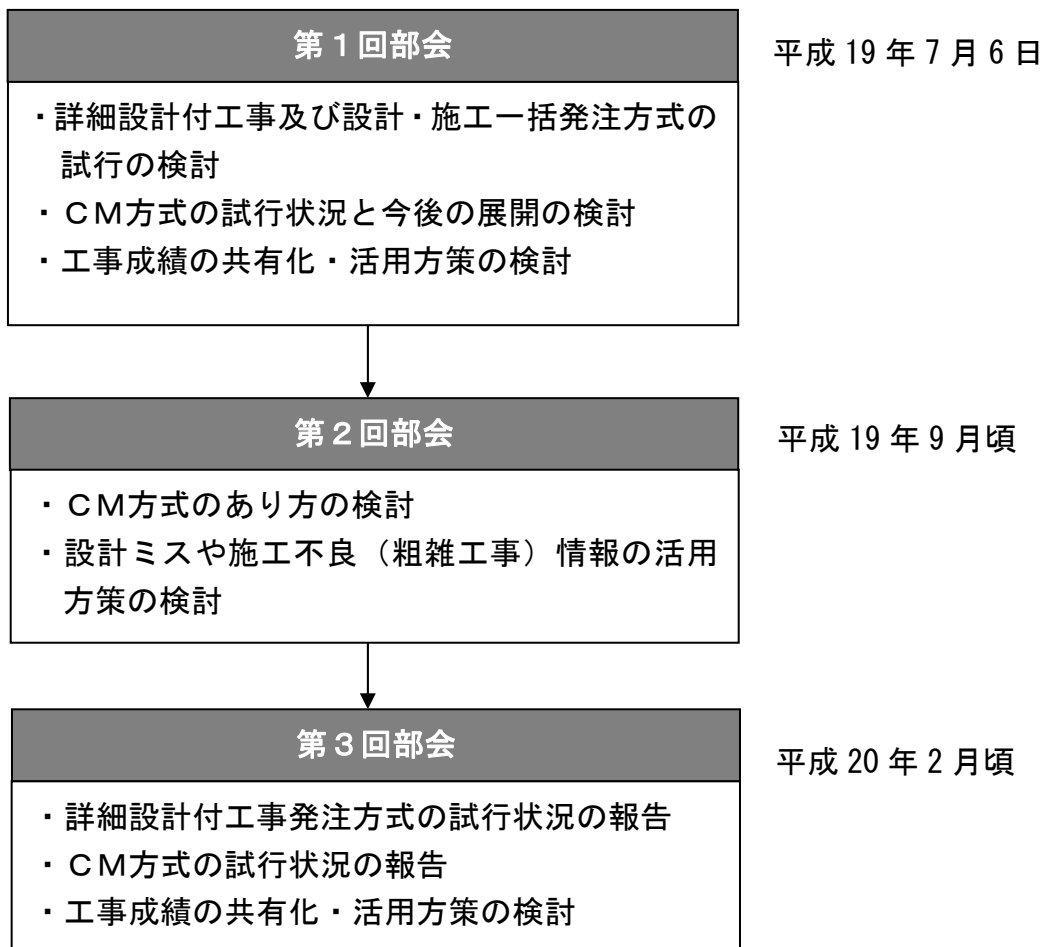 第１回部会
平成 19 年 7 月 6 日
・詳細設計付工事及び設計・施工一括発注方式の
試行の検討
・ＣＭ方式の試行状況と今後の展開の検討
・工事成績の共有化・活用方策の検討
第２回部会
平成 19 年 9 月頃
・ＣＭ方式のあり方の検討
・設計ミスや施工不良（粗雑工事）情報の活用
方策の検討
第３回部会
平成 20 年 2 月頃
・詳細設計付工事発注方式の試行状況の報告
・ＣＭ方式の試行状況の報告
・工事成績の共有化・活用方策の検討